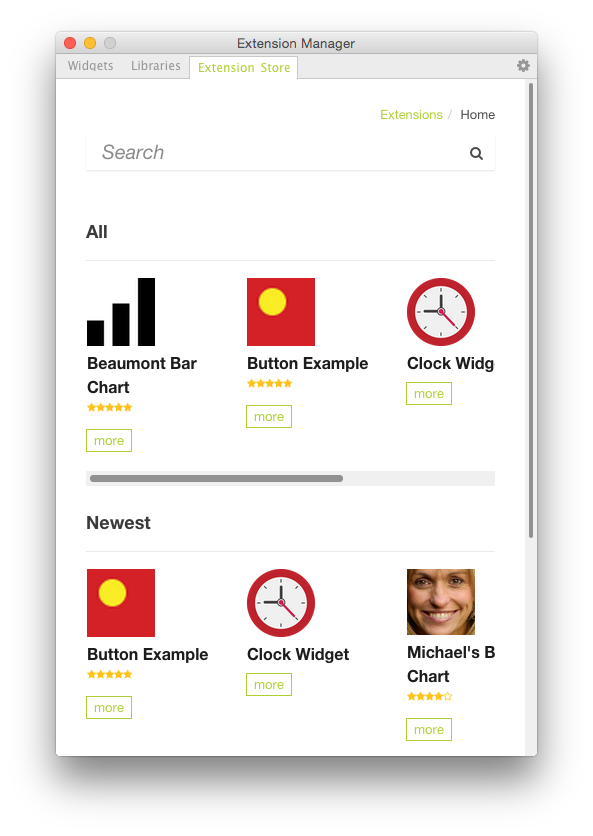 Extension Manager
Widgets Libraries Extension Store
Extensions / Home
Search
All
Beaumont Bar
Chart
more
Button Example
more
Clock Widg
more
Newest
Button Example
more
Clock Widget
more
Michael's B
Chart
more